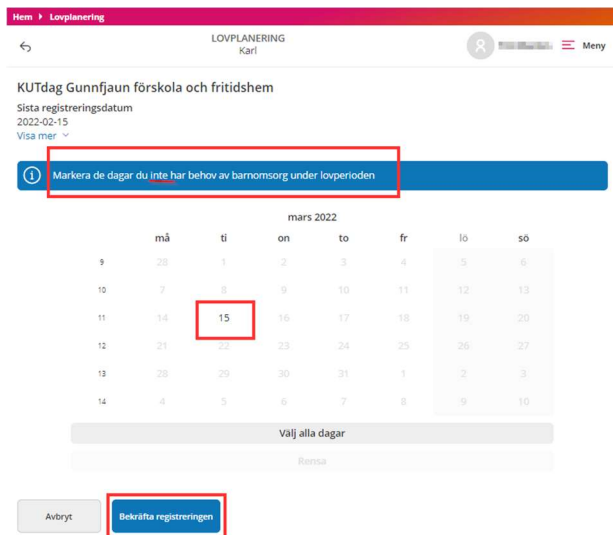 Hem Lovplanering
LOVPLANERING
Karl
Meny
KUTdag Gunnfjaun förskola och fritidshem
Sista registreringsdatum
2022-02-15
Visa mer
Markera de dagar du inte har behov av barnomsorg under lovperioden
mars 2022
må ti on to fr lö sö
9 28 1 2 3 4 5 6
10 7 8 9 10 11 12 13
11 14 15 16 17 18 19 20
12 21 22 23 24 25 26 27
13 28 29 30 31 1 2 3
14 4 5 6 7 8 9 10
Välj alla dagar
Rensa
Avbryt Bekräfta registreringen